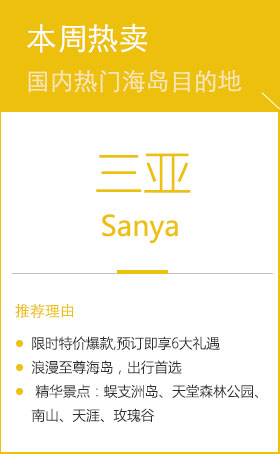 本周热卖
国内热门海岛目的地
三亚
Sanya
推荐理由
限时特价爆款,预订即享6大礼遇
浪漫至尊海岛，出行首选
精华景点：蜈支洲岛、天堂森林公园、
南山、天涯、玫瑰谷